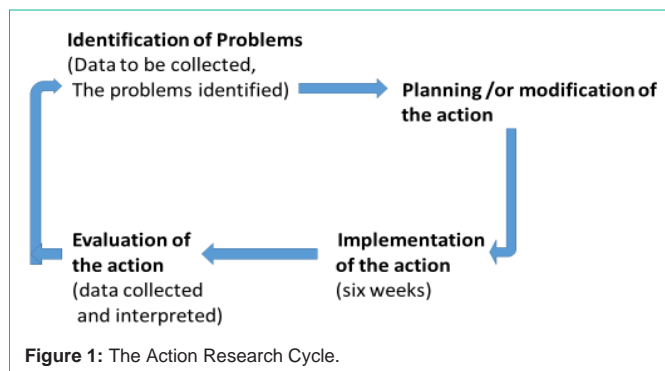 Identification of Problems
(Data to be collected,
The problems identified)
Planning /or modification of
the action
Implementation
of the action
(six weeks)
Evaluation of
the action
(data collected
and interpreted)
Figure 1: The Action Research Cycle.